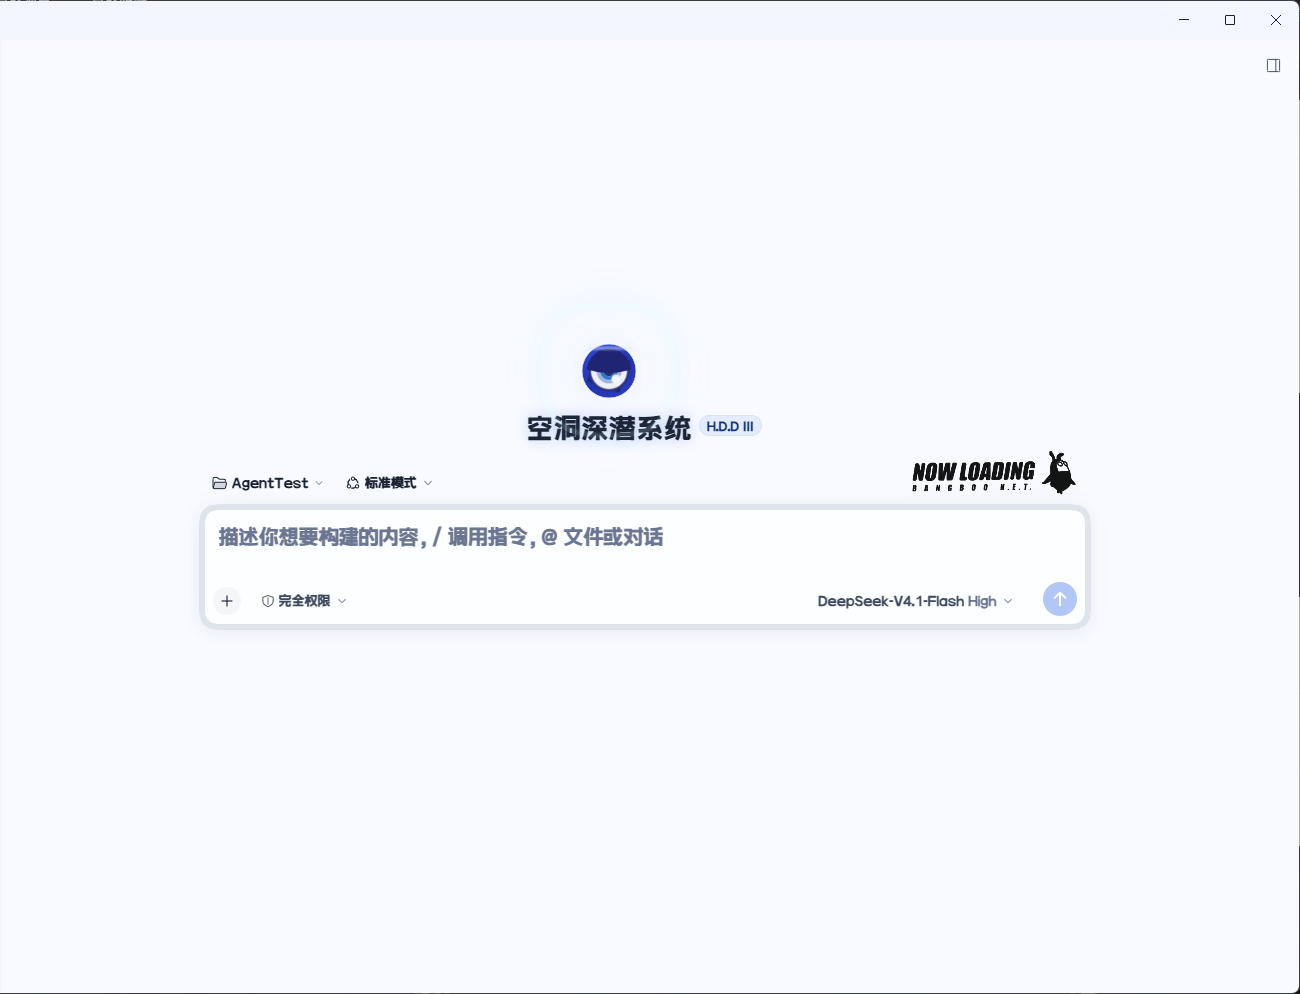 空洞深潜系统 H.D.D III
AgentTest 标准模式
NOW LOADING
BANGBOO N.E.T.
描述你想要构建的内容, / 调用指令, @ 文件或对话
完全权限 DeepSeek-V4.1-Flash High